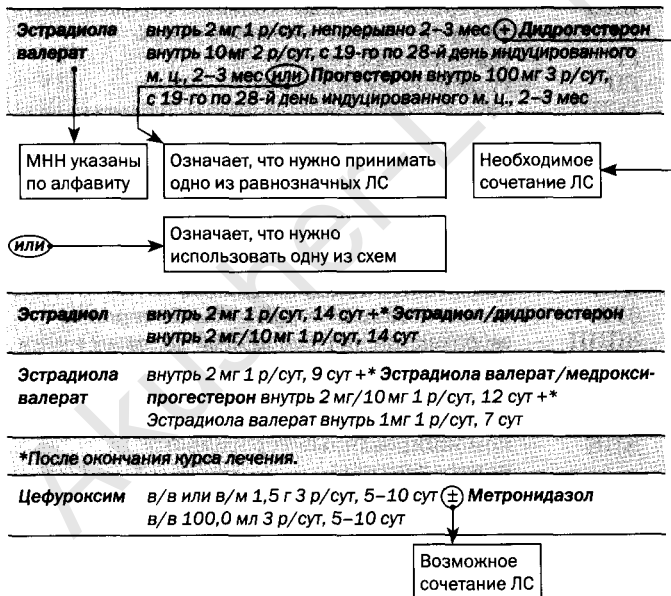 Эстрадиола внутрь 2 мг 1 р/сут, непрерывно 2–3 мес + Дидрогестерон
валерат внутрь 10 мг 2 р/сут, с 19-го по 28-й день индуцированного
м. ц., 2–3 мес или Прогестерон внутрь 100 мг 3 р/сут,
с 19-го по 28-й день индуцированного м. ц., 2–3 мес
МНН указаны
по алфавиту
Означает, что нужно принимать
одно из равнозначных ЛС
Необходимое
сочетание ЛС
или
Означает, что нужно
использовать одну из схем
Эстрадиол внутрь 2 мг 1 р/сут, 14 сут +* Эстрадиол/дидрогестерон
внутрь 2 мг/10 мг 1 р/сут, 14 сут
Эстрадиола внутрь 2 мг 1 р/сут, 9 сут +* Эстрадиола валерат/медрокси-
валерат прогестерон внутрь 2 мг/10 мг 1 р/сут, 12 сут +*
Эстрадиола валерат внутрь 1мг 1 р/сут, 7 сут
*После окончания курса лечения.
Цефуроксим в/в или в/м 1,5 г 3 р/сут, 5–10 сут ± Метронидазол
в/в 100,0 мл 3 р/сут, 5–10 сут
Возможное
сочетание ЛС